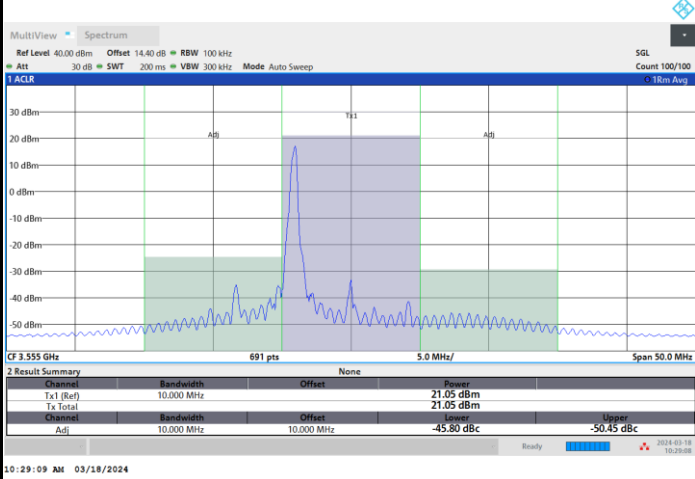 MultiView Spectrum
Ref Level 40.00 dBm Offset 14.40 dB RBW 100 kHz SGL
Att 30 dB SWT 200 ms VBW 300 kHz Mode Auto Sweep Count 100/100
1 ACLR 1Rm Avg
30 dBm
Tx1
20 dBm Adj Adj
10 dBm
0 dBm
-10 dBm
-20 dBm
-30 dBm
-40 dBm
-50 dBm
CF 3.555 GHz 691 pts 5.0 MHz/ Span 50.0 MHz
2 Result Summary None
Channel Bandwidth Offset Power
Tx1 (Ref) 10.000 MHz 21.05 dBm
Tx Total 21.05 dBm
Channel Bandwidth Offset Lower Upper
Adj 10.000 MHz 10.000 MHz -45.80 dBc -50.45 dBc
Ready 2024-03-18
10:29:08
10:29:09 AM 03/18/2024